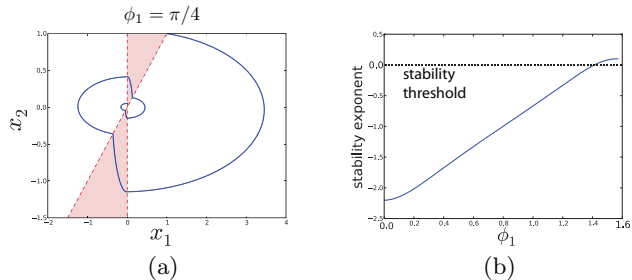 ϕ₁ = π/4
1.0
0.5
0.0
−0.5
−1.0
−1.5
x₂
−2 −1 0 1 2 3 4
x₁
(a)
0.5
0.0
−0.5
−1.0
−1.5
−2.0
−2.5
stability exponent
stability
threshold
0.0 0.2 0.4 0.6 0.8 1.0 1.2 1.4 1.6
ϕ₁
(b)